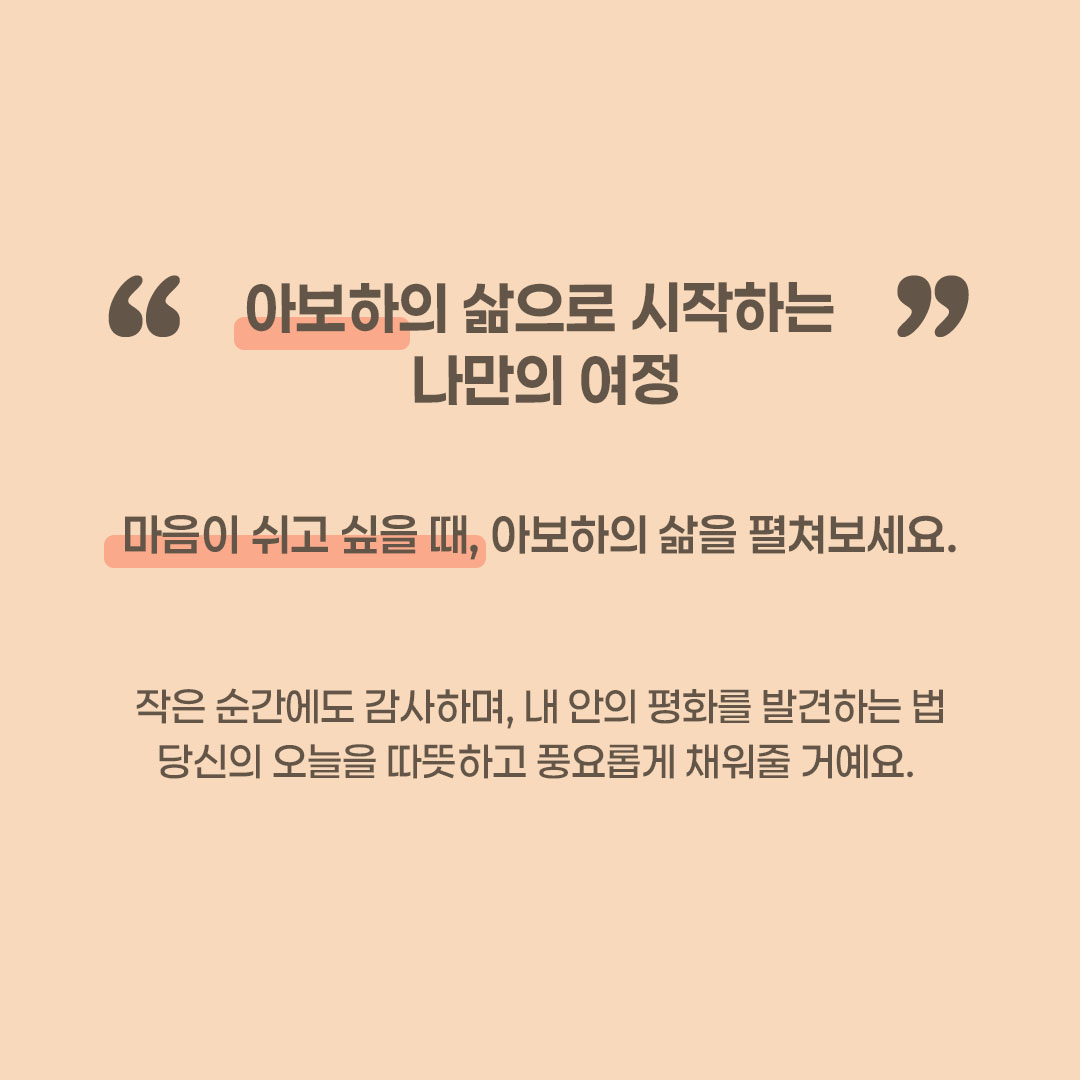 “ 아보하의 삶으로 시작하는 ”
나만의 여정
마음이 쉬고 싶을 때, 아보하의 삶을 펼쳐보세요.
작은 순간에도 감사하며, 내 안의 평화를 발견하는 법
당신의 오늘을 따뜻하고 풍요롭게 채워줄 거예요.